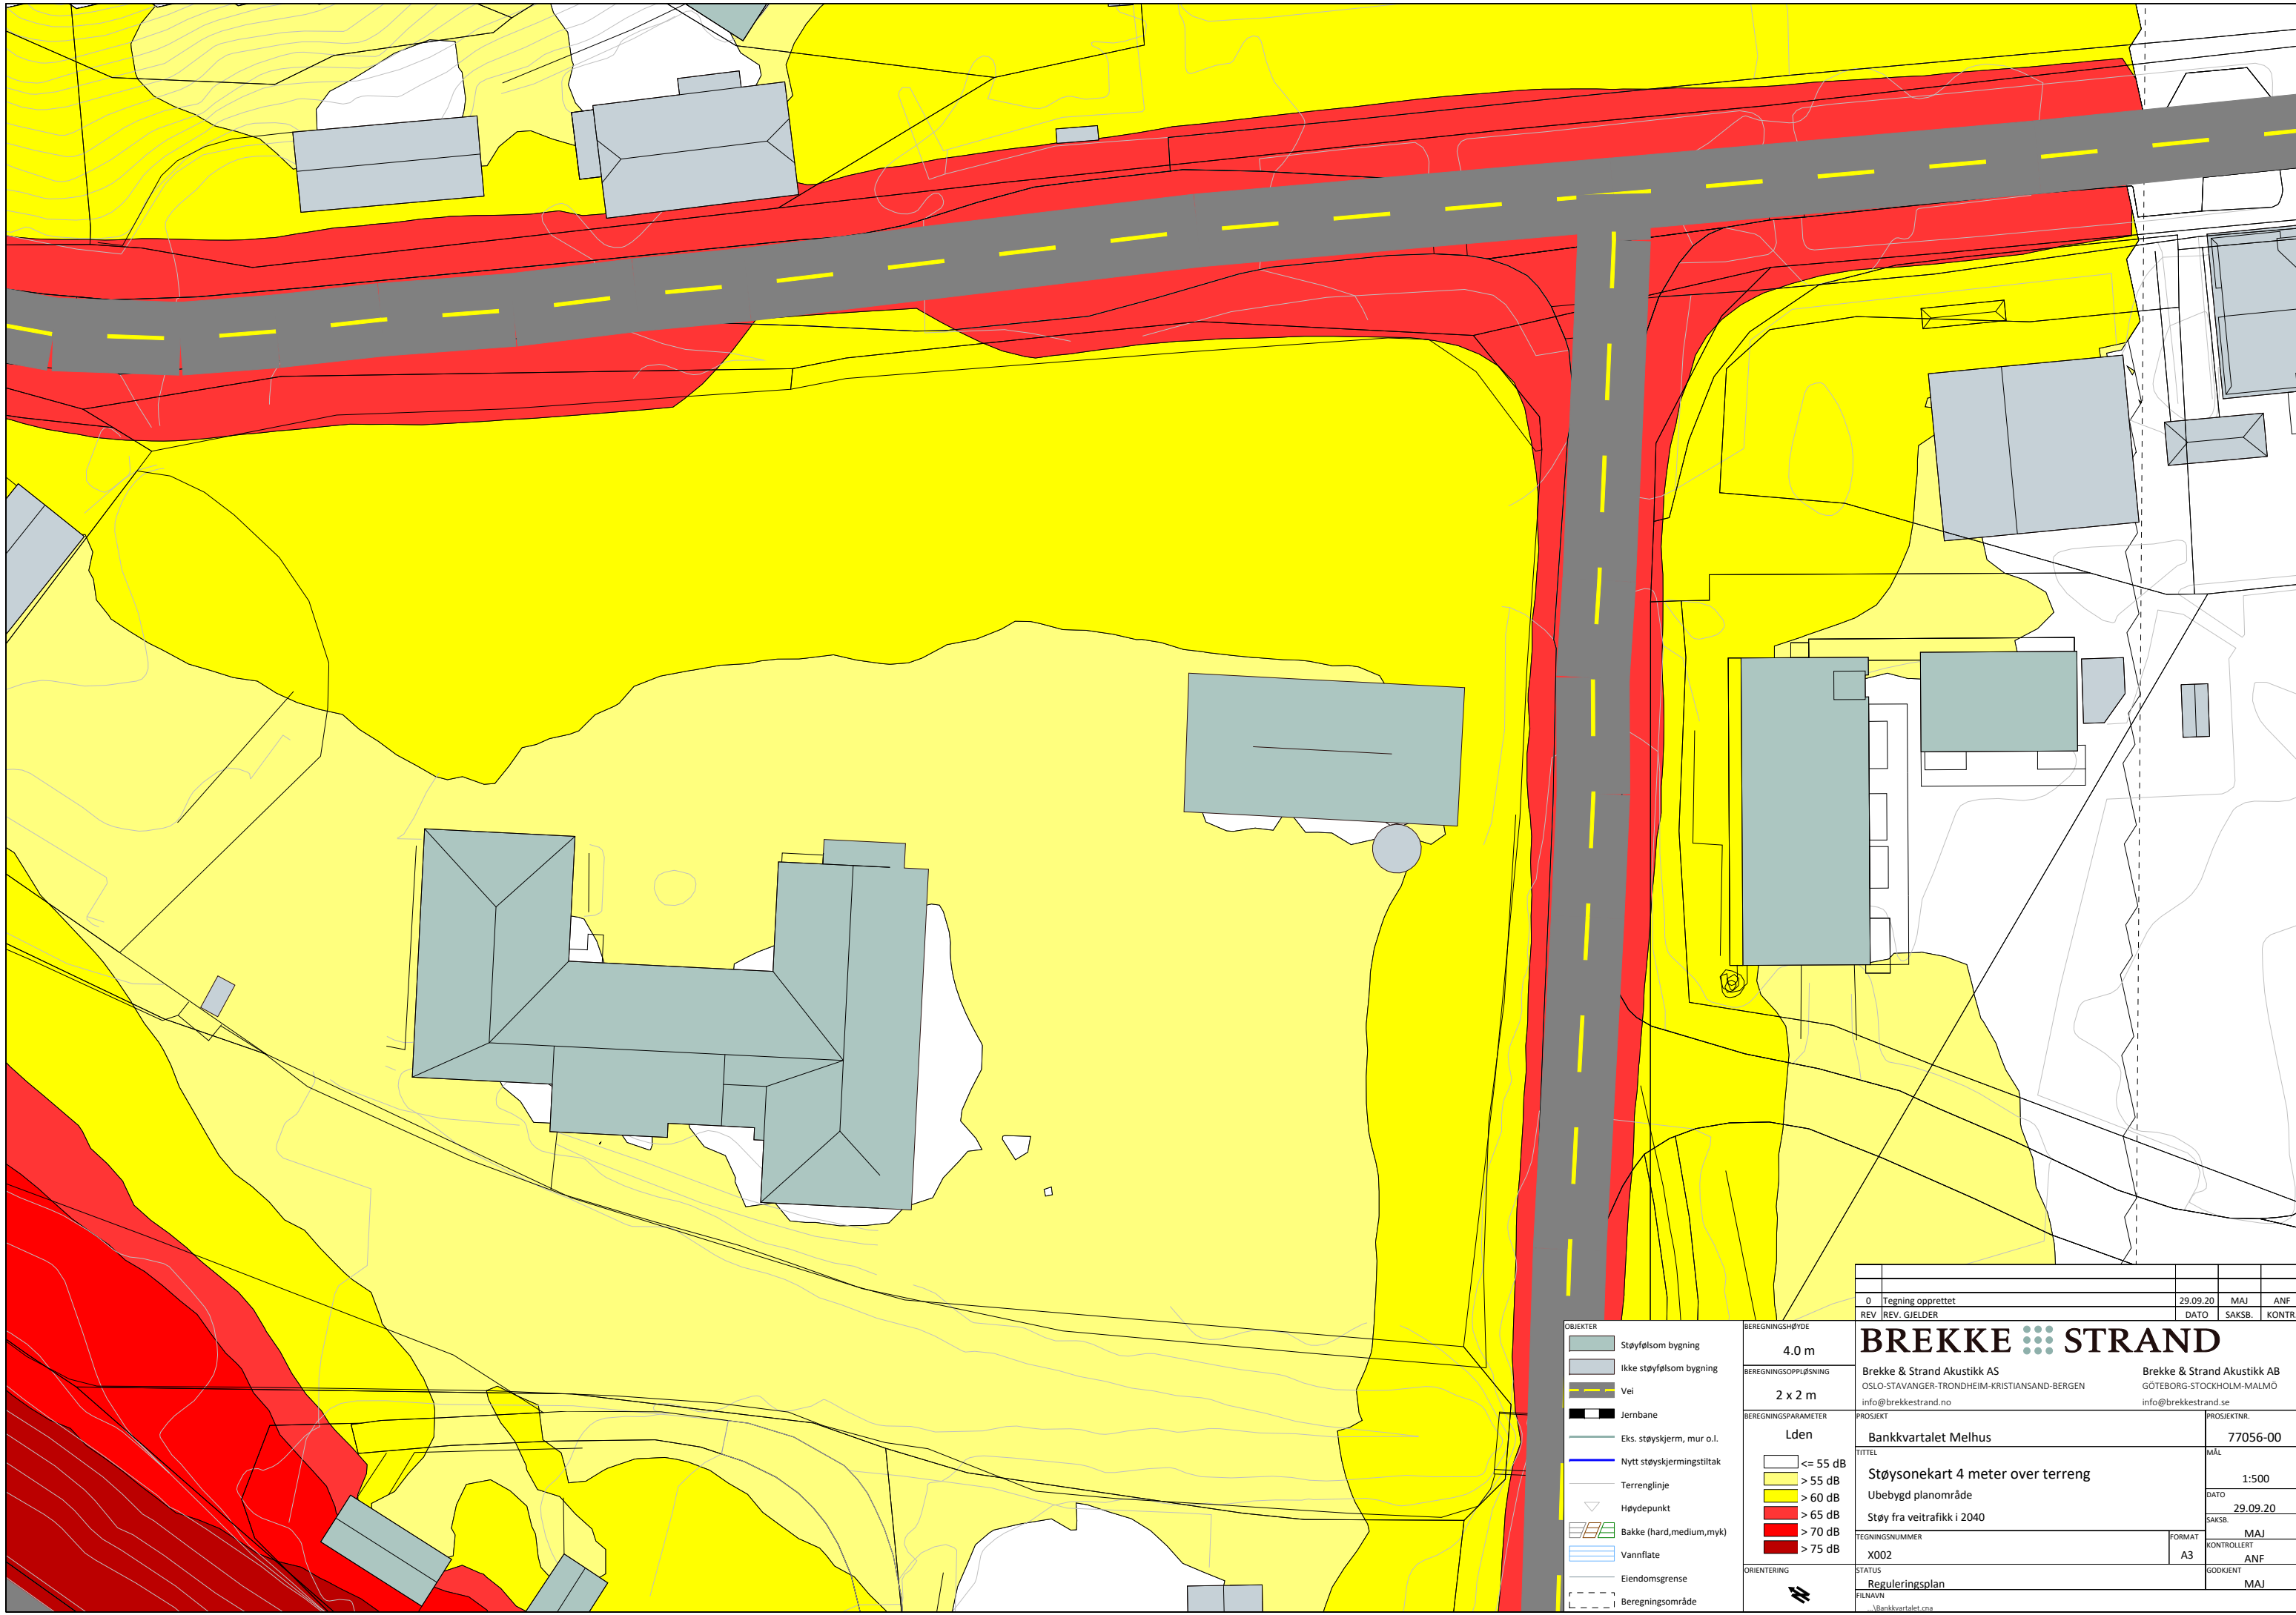 0 Tegning opprettet 29.09.20 MAJ ANF
REV REV. GJELDER DATO SAKSB. KONTR.
OBJEKTER
Støyfølsom bygning
Ikke støyfølsom bygning
Vei
Jernbane
Eks. støyskjerm, mur o.l.
Nytt støyskjermingstiltak
Terrenglinje
Høydepunkt
Bakke (hard,medium,myk)
Vannflate
Eiendomsgrense
Beregningsområde
BEREGNINGSHØYDE
4.0 m
BEREGNINGSOPPLØSNING
2 x 2 m
BEREGNINGSPARAMETER
Lden
<= 55 dB
> 55 dB
> 60 dB
> 65 dB
> 70 dB
> 75 dB
ORIENTERING
BREKKE STRAND
Brekke & Strand Akustikk AS
OSLO-STAVANGER-TRONDHEIM-KRISTIANSAND-BERGEN
info@brekkestrand.no
Brekke & Strand Akustikk AB
GÖTEBORG-STOCKHOLM-MALMÖ
info@brekkestrand.se
PROSJEKT
Bankkvartalet Melhus
PROSJEKTNR.
77056-00
TITTEL
Støysonekart 4 meter over terreng
Ubebygd planområde
Støy fra veitrafikk i 2040
MÅL
1:500
DATO
29.09.20
SAKSB.
MAJ
TEGNINGSNUMMER
X002
FORMAT
A3
KONTROLLERT
ANF
STATUS
Reguleringsplan
GODKJENT
MAJ
FILNAVN
...\Bankkvartalet.cna